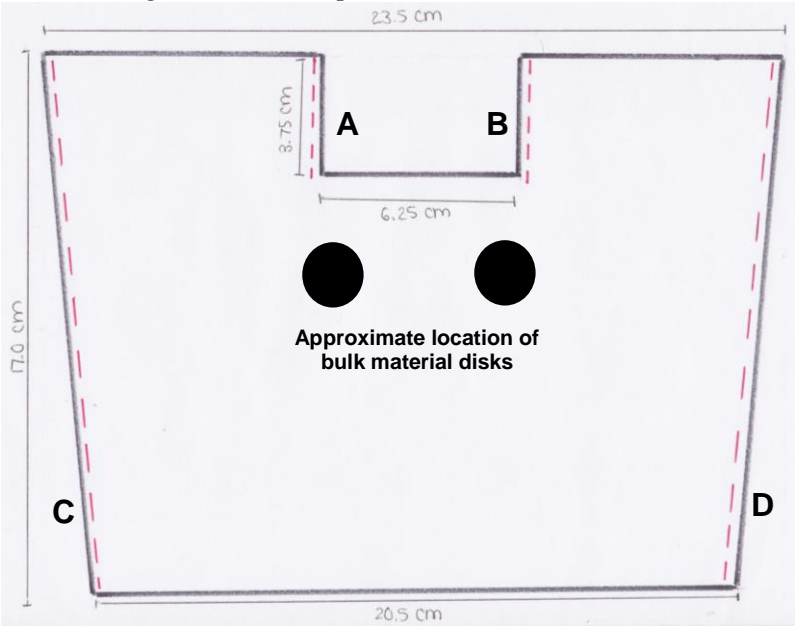 23.5 cm
3.75 cm
A
B
6.25 cm
17.0 cm
Approximate location of
bulk material disks
C
D
20.5 cm